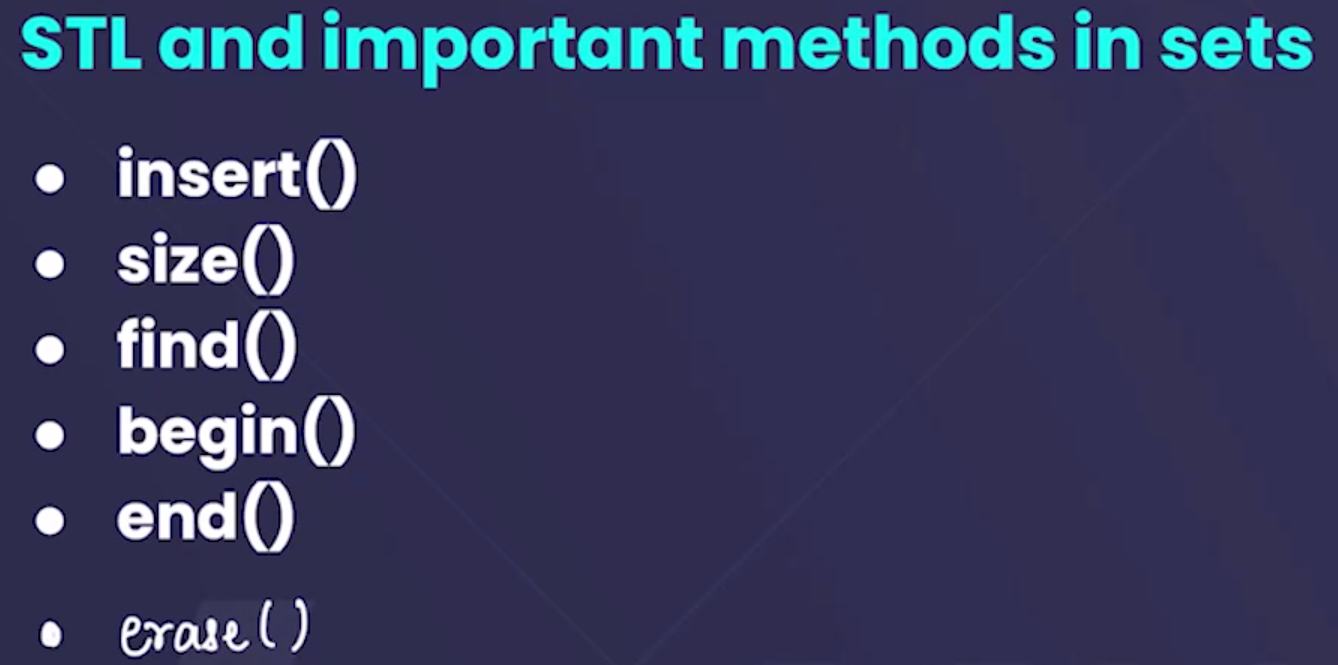 STL and important methods in sets
• insert()
• size()
• find()
• begin()
• end()
• erase()